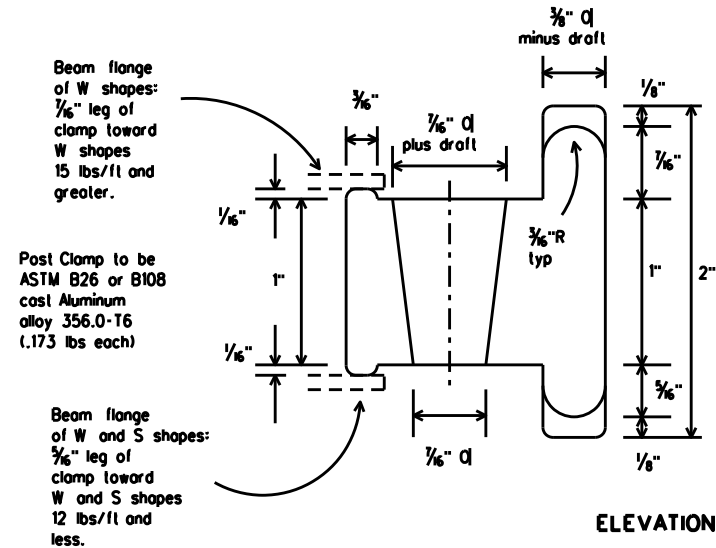 ⅜" O
minus draft
Beam flange
of W shapes:
⁷⁄₁₆" leg of
clamp toward
W shapes
15 lbs/ft and
greater.
³⁄₁₆"
⁷⁄₁₆" O
plus draft
⅛"
⁷⁄₁₆"
¹⁄₁₆"
³⁄₁₆"R
typ
Post Clamp to be
ASTM B26 or B108
cast Aluminum
alloy 356.0-T6
(.173 lbs each)
1"
1"
2"
¹⁄₁₆"
⁵⁄₁₆"
Beam flange
of W and S shapes:
⁵⁄₁₆" leg of
clamp toward
W and S shapes
12 lbs/ft and
less.
⁷⁄₁₆" O
⅛"
ELEVATION